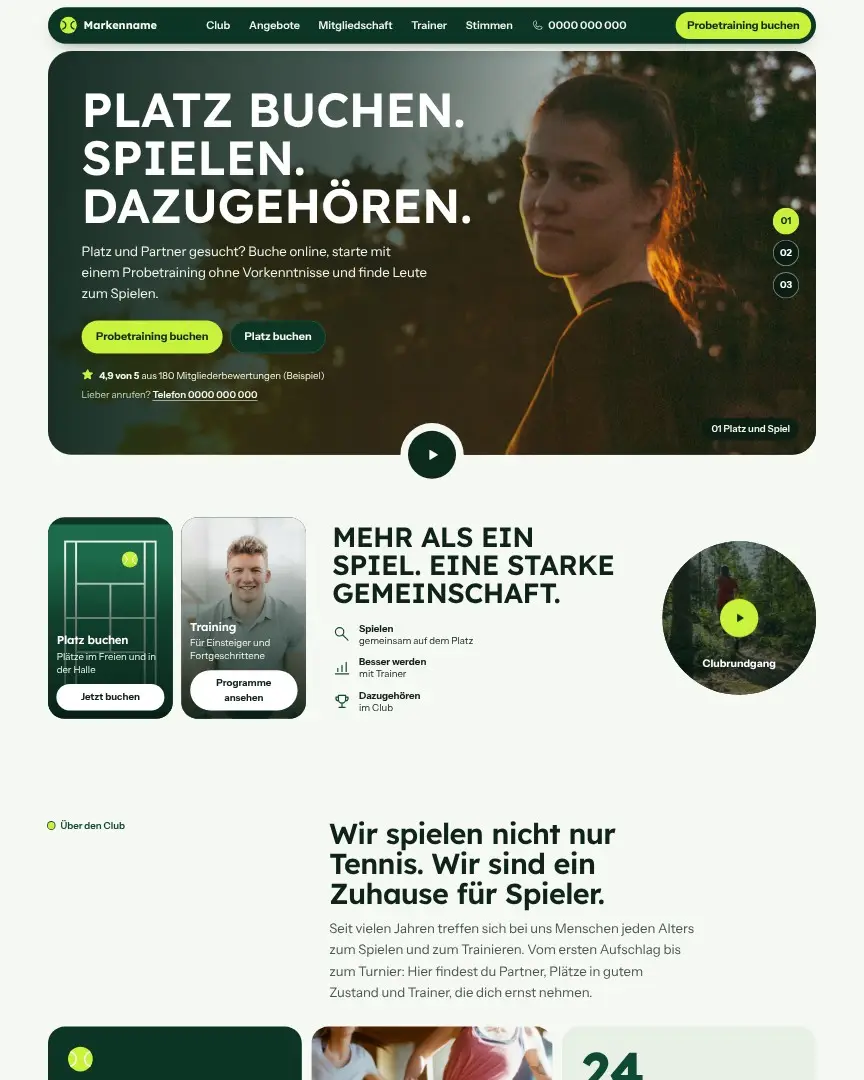 Markenname
Club
Angebote
Mitgliedschaft
Trainer
Stimmen
0000 000 000
Probetraining buchen
PLATZ BUCHEN.
SPIELEN.
DAZUGEHÖREN.
Platz und Partner gesucht? Buche online, starte mit
einem Probetraining ohne Vorkenntnisse und finde Leute
zum Spielen.
Probetraining buchen
Platz buchen
4,9 von 5 aus 180 Mitgliederbewertungen (Beispiel)
Lieber anrufen? Telefon 0000 000 000
01
02
03
01 Platz und Spiel
Platz buchen
Plätze im Freien und in
der Halle
Jetzt buchen
Training
Für Einsteiger und
Fortgeschrittene
Programme
ansehen
MEHR ALS EIN
SPIEL. EINE STARKE
GEMEINSCHAFT.
Spielen
gemeinsam auf dem Platz
Besser werden
mit Trainer
Dazugehören
im Club
Clubrundgang
Über den Club
Wir spielen nicht nur
Tennis. Wir sind ein
Zuhause für Spieler.
Seit vielen Jahren treffen sich bei uns Menschen jeden Alters
zum Spielen und zum Trainieren. Vom ersten Aufschlag bis
zum Turnier: Hier findest du Partner, Plätze in gutem
Zustand und Trainer, die dich ernst nehmen.
24